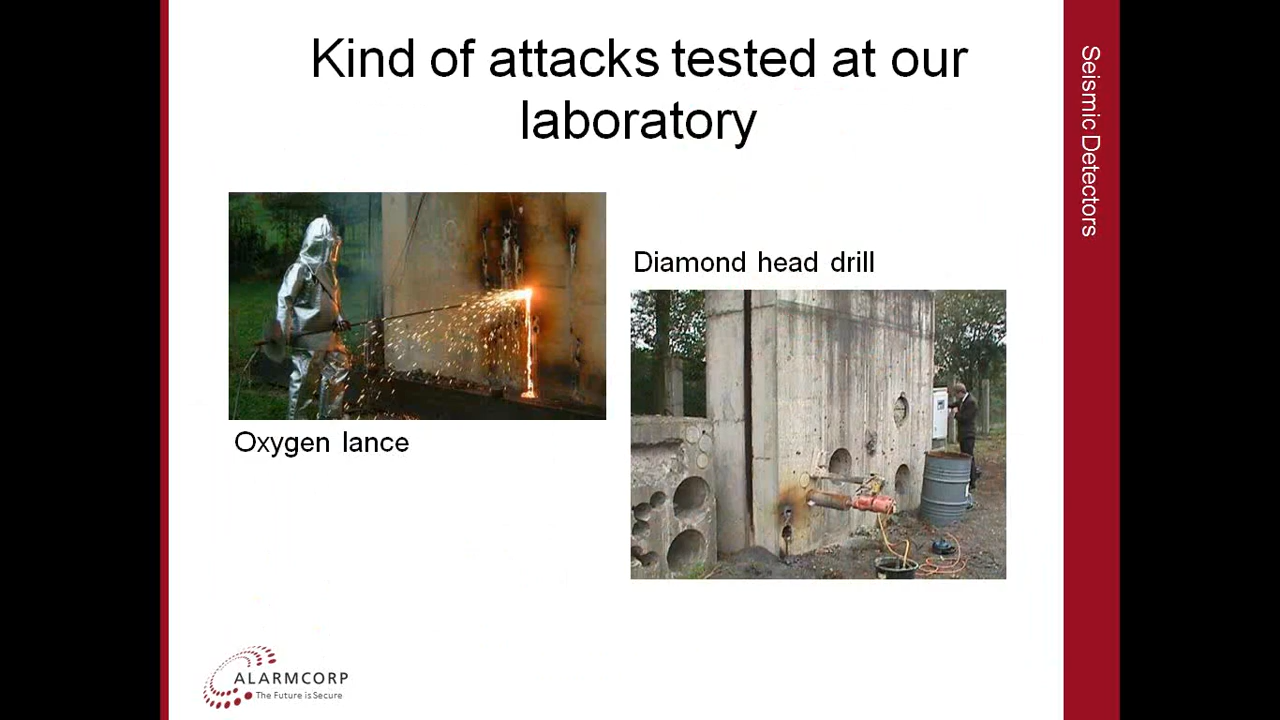 Kind of attacks tested at our
laboratory
Seismic Detectors
Diamond head drill
Oxygen lance
ALARMCORP
The Future is Secure